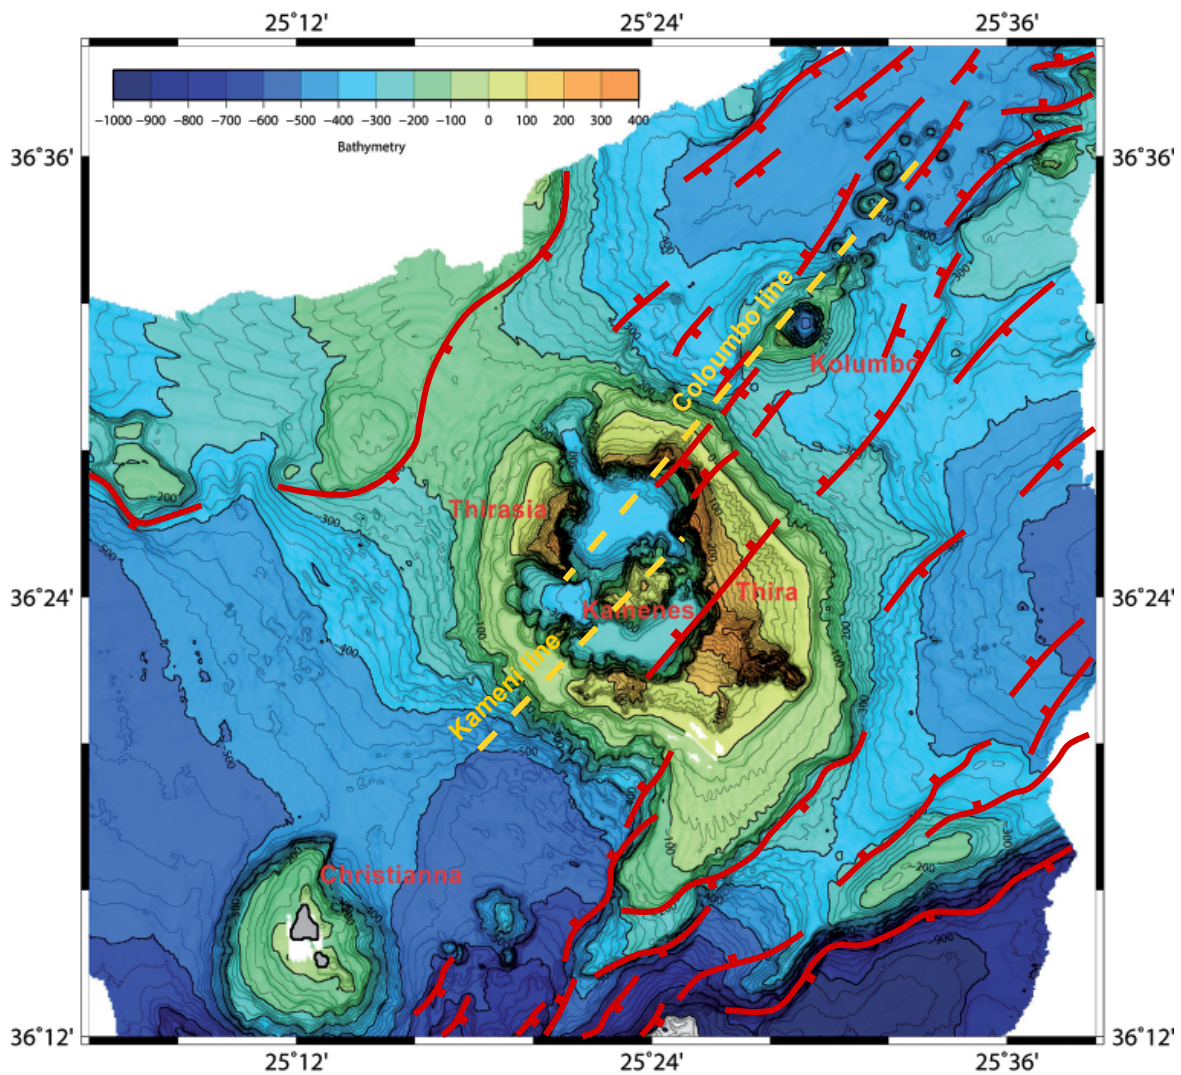 25°12' 25°24' 25°36'
−1000 −900 −800 −700 −600 −500 −400 −300 −200 −100 0 100 200 300 400
Bathymetry
36°36' 36°36'
Coloumbo line
Kolumbo
Thirasia
Thira
36°24' 36°24'
Kamenes
Kameni line
Christianna
36°12' 36°12'
25°12' 25°24' 25°36'